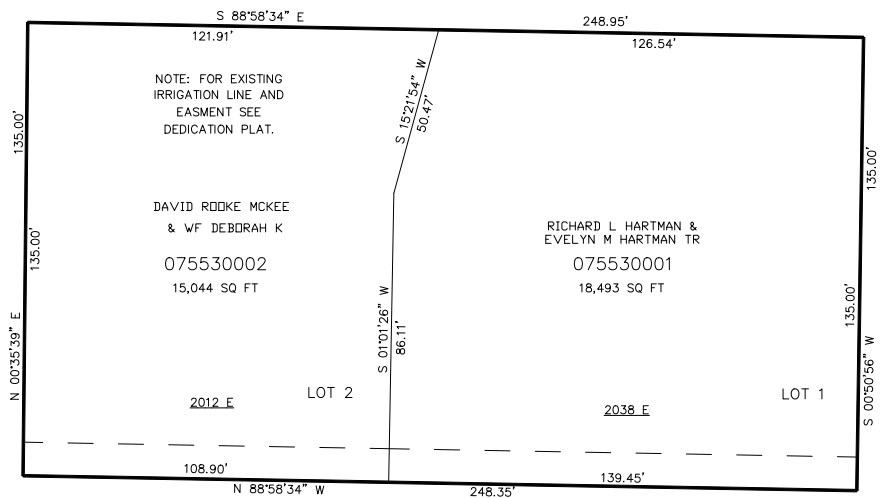 S 88°58'34" E
248.95'
121.91'
126.54'
NOTE: FOR EXISTING
IRRIGATION LINE AND
EASMENT SEE
DEDICATION PLAT.
S 15°21'54" W
50.47'
135.00'
135.00'
DAVID ROOKE MCKEE
& WF DEBORAH K
075530002
15,044 SQ FT
RICHARD L HARTMAN &
EVELYN M HARTMAN TR
075530001
18,493 SQ FT
135.00'
135.00'
N 00°35'39" E
S 01°01'26" W
86.11'
S 00°50'56" W
LOT 2
2012 E
LOT 1
2038 E
108.90'
139.45'
N 88°58'34" W
248.35'